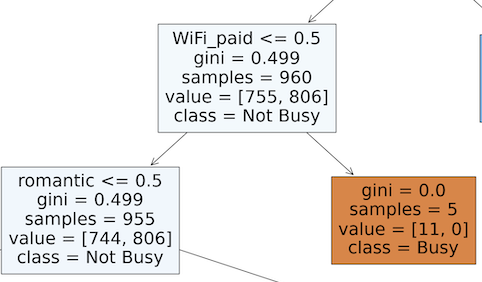 WiFi_paid <= 0.5
gini = 0.499
samples = 960
value = [755, 806]
class = Not Busy
romantic <= 0.5
gini = 0.499
samples = 955
value = [744, 806]
class = Not Busy
gini = 0.0
samples = 5
value = [11, 0]
class = Busy